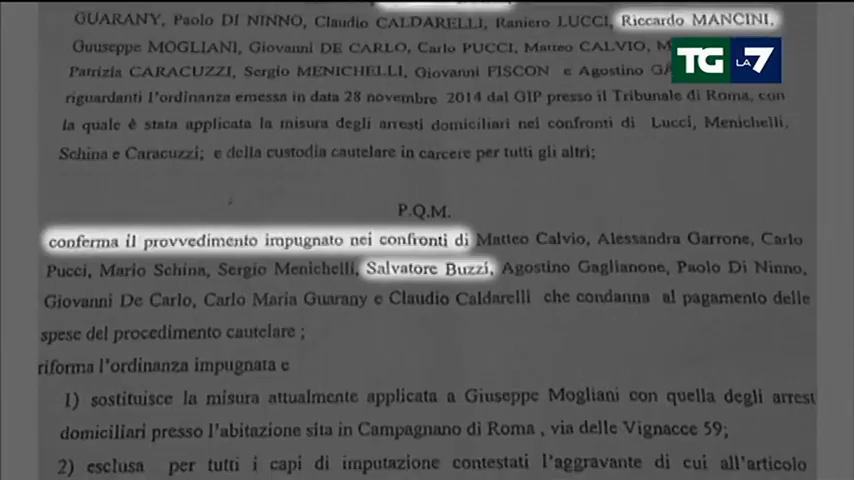 GUARANY, Paolo DI NINNO, Claudio CALDARELLI, Raniero LUCCI, Riccardo MANCINI,
Guuseppe MOGLIANI, Giovanni DE CARLO, Carlo PUCCI, Matteo CALVIO,
TG LA 7
Patrizia CARACUZZI, Sergio MENICHELLI, Giovanni FISCON e Agostino
riguardanti l'ordinanza emessa in data 28 novembre 2014 dal GIP presso il Tribunale di Roma, con
la quale è stata applicata la misura degli arresti domiciliari nei confronti di Lucci, Menichelli,
Schina e Caracuzzi; e della custodia cautelare in carcere per tutti gli altri;
P.Q.M.
conferma il provvedimento impugnato nei confronti di Matteo Calvio, Alessandra Garrone, Carlo
Pucci, Mario Schina, Sergio Menichelli, Salvatore Buzzi, Agostino Gaglianone, Paolo Di Ninno,
Giovanni De Carlo, Carlo Maria Guarany e Claudio Caldarelli che condanna al pagamento delle
spese del procedimento cautelare ;
riforma l'ordinanza impugnata e
1) sostituisce la misura attualmente applicata a Giuseppe Mogliani con quella degli arrest
domiciliari presso l'abitazione sita in Campagnano di Roma , via delle Vignacce 59;
2) esclusa per tutti i capi di imputazione contestati l'aggravante di cui all'articolo